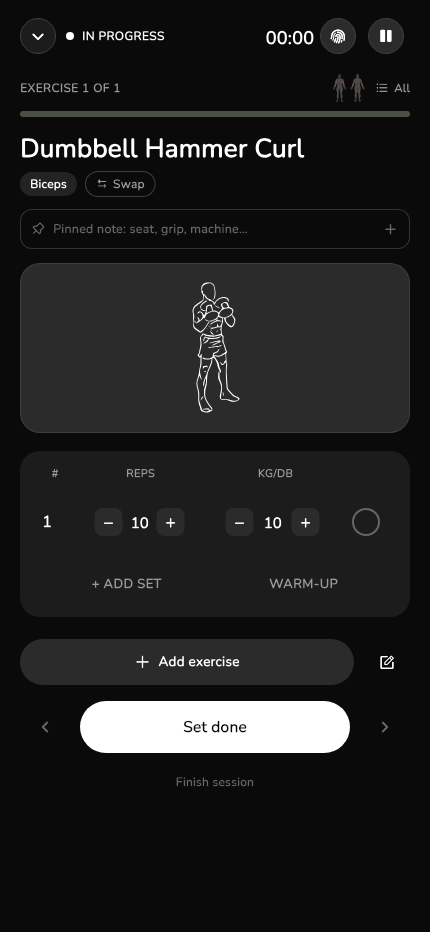 IN PROGRESS
00:00
EXERCISE 1 OF 1
All
Dumbbell Hammer Curl
Biceps
Swap
Pinned note: seat, grip, machine...
+
# REPS KG/DB
1 − 10 + − 10 +
+ ADD SET WARM-UP
+ Add exercise
Set done
Finish session